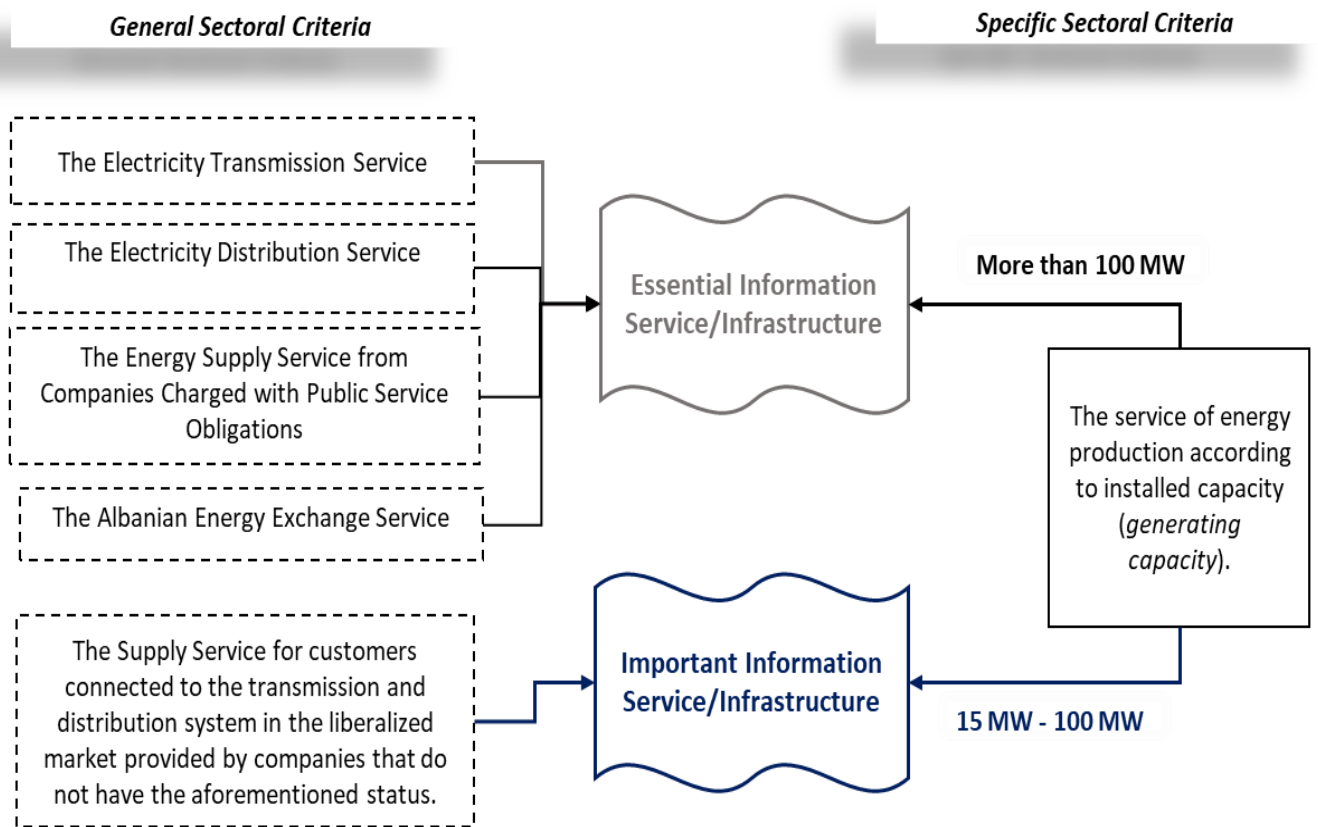 General Sectoral Criteria
Specific Sectoral Criteria
The Electricity Transmission Service
The Electricity Distribution Service
The Energy Supply Service from
Companies Charged with Public Service
Obligations
The Albanian Energy Exchange Service
The Supply Service for customers
connected to the transmission and
distribution system in the liberalized
market provided by companies that do
not have the aforementioned status.
Essential Information
Service/Infrastructure
Important Information
Service/Infrastructure
More than 100 MW
The service of energy
production according
to installed capacity
(generating
capacity).
15 MW - 100 MW